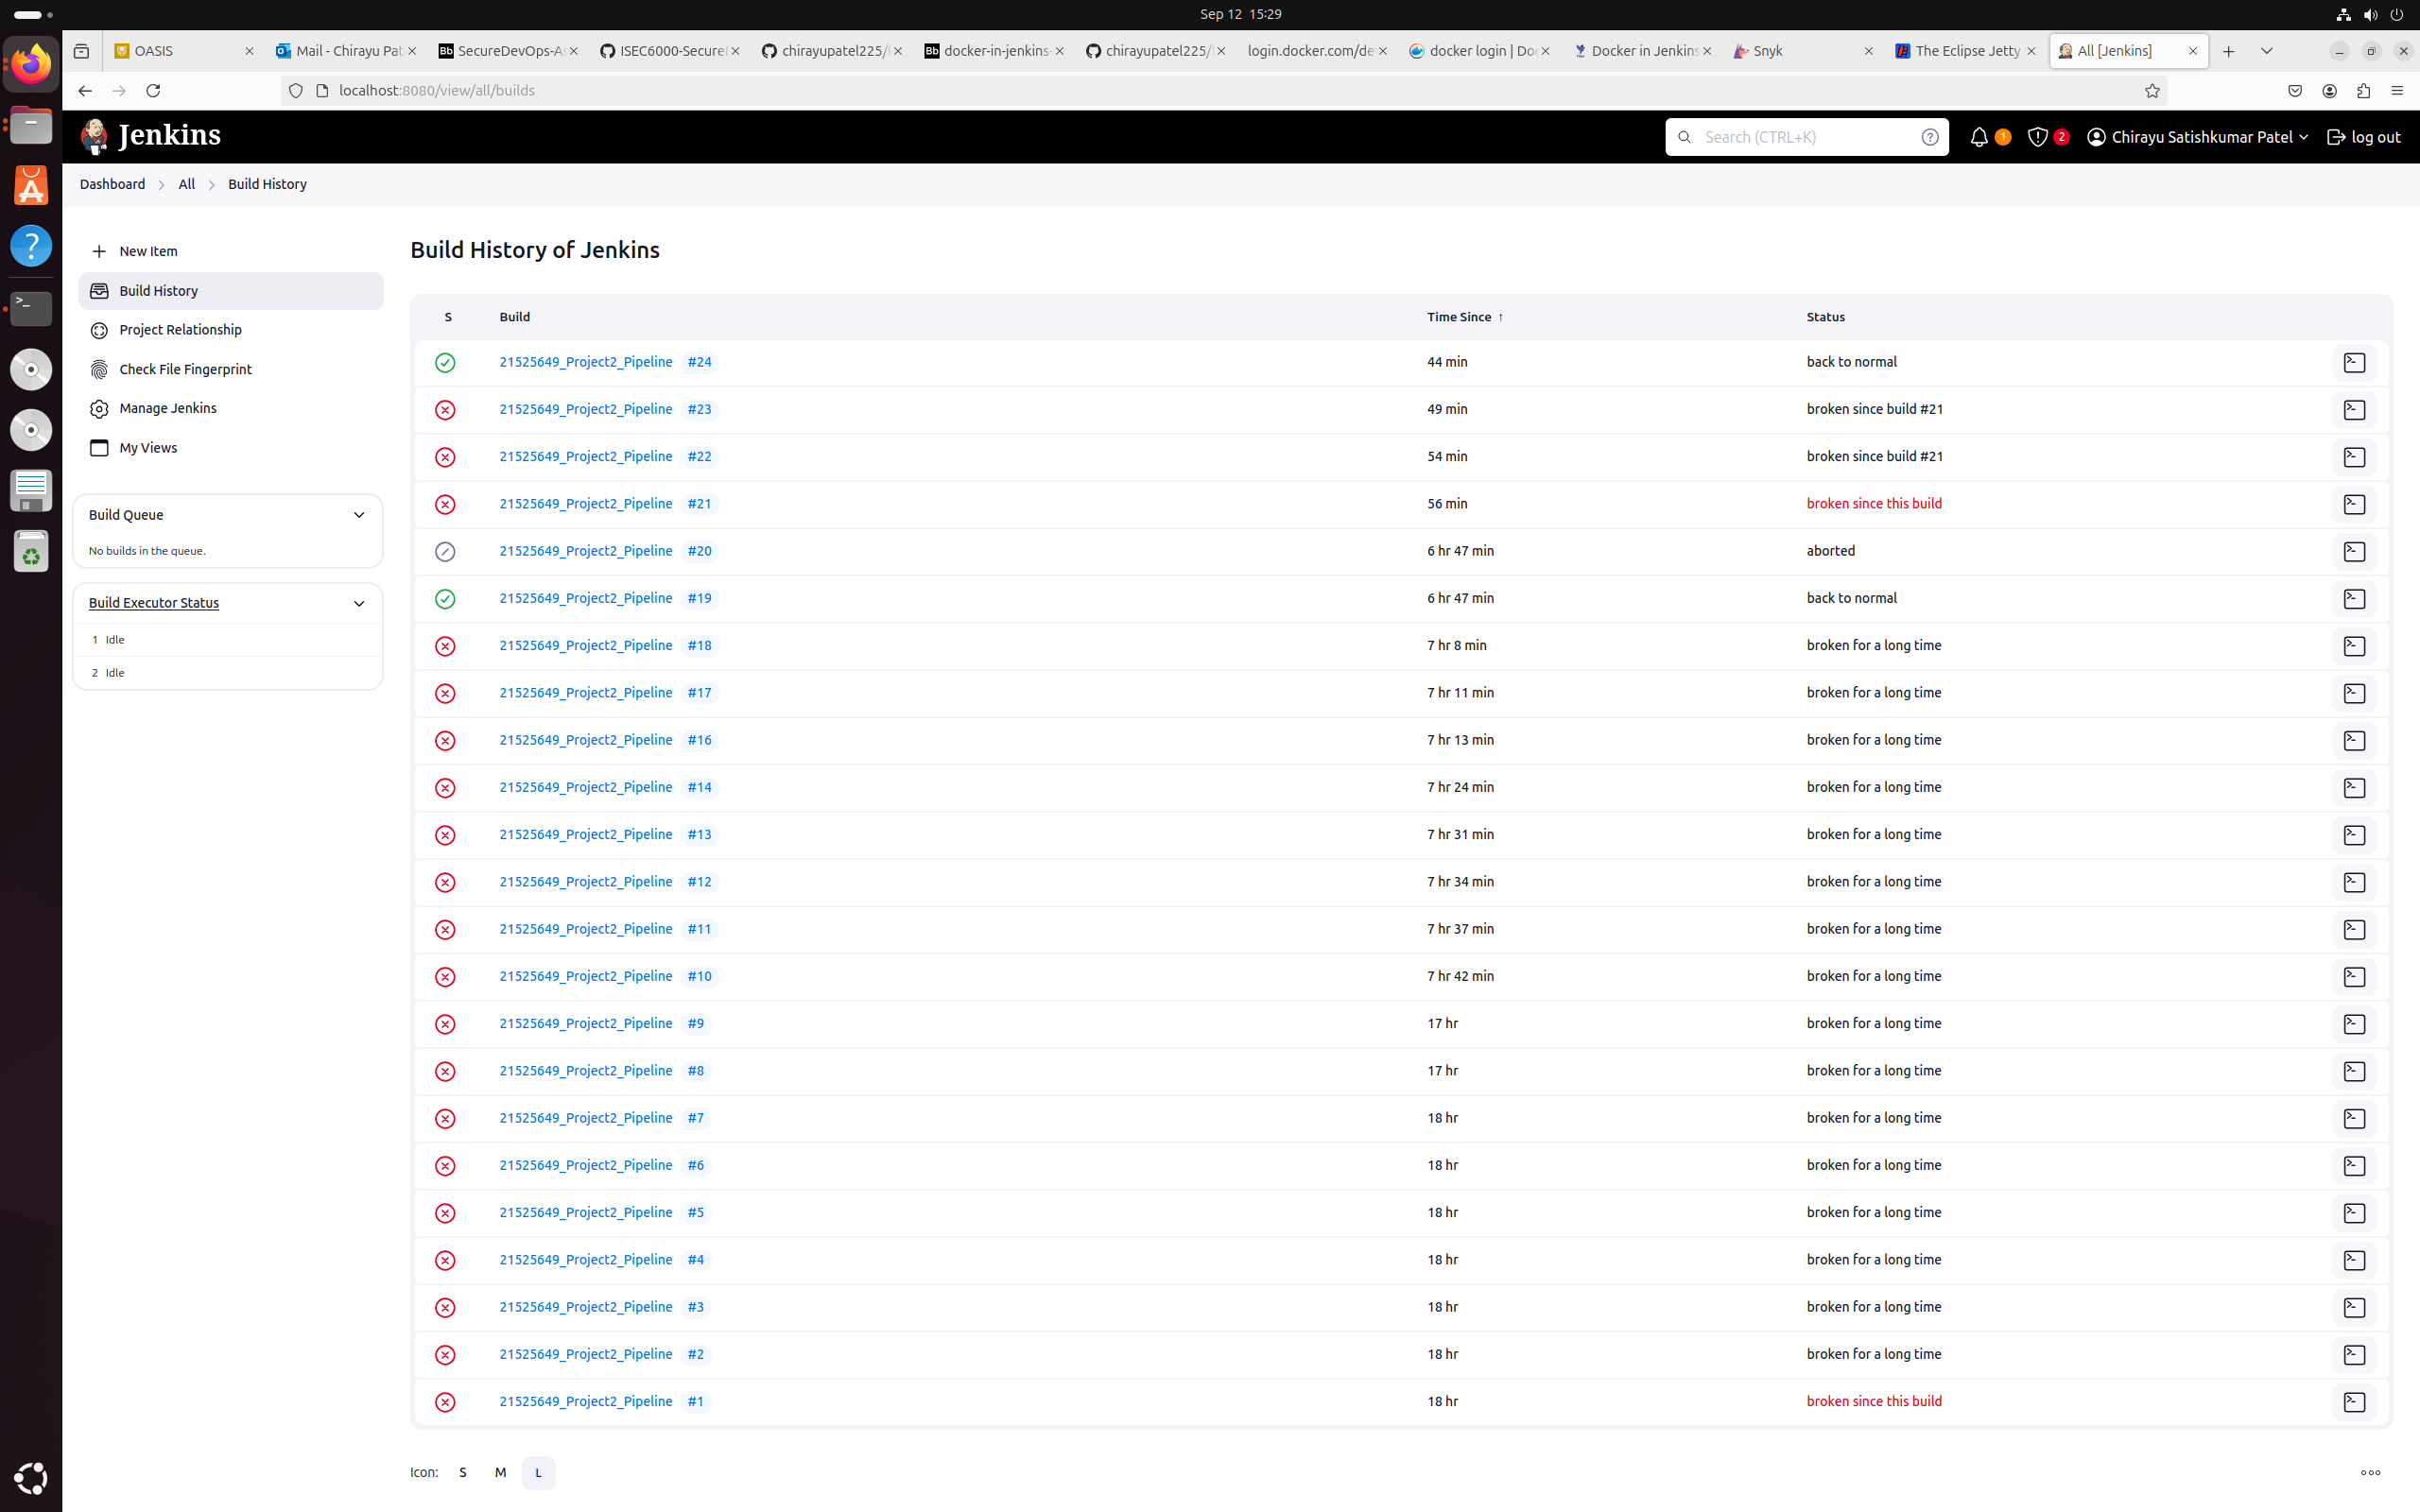 Sep 12 15:29
OASIS
Mail - Chirayu Pat
SecureDevOps-As
ISEC6000-Secure
chirayupatel225/
docker-in-jenkins-
chirayupatel225/
login.docker.com/de
docker login | Doc
Docker in Jenkins
Snyk
The Eclipse Jetty
All [Jenkins]
localhost:8080/view/all/builds
Jenkins
Search (CTRL+K)
1
2
Chirayu Satishkumar Patel
log out
Dashboard > All > Build History
New Item
Build History
Project Relationship
Check File Fingerprint
Manage Jenkins
My Views
Build Queue
No builds in the queue.
Build Executor Status
1 Idle
2 Idle
Build History of Jenkins
S Build Time Since ↑ Status
21525649_Project2_Pipeline #24 44 min back to normal
21525649_Project2_Pipeline #23 49 min broken since build #21
21525649_Project2_Pipeline #22 54 min broken since build #21
21525649_Project2_Pipeline #21 56 min broken since this build
21525649_Project2_Pipeline #20 6 hr 47 min aborted
21525649_Project2_Pipeline #19 6 hr 47 min back to normal
21525649_Project2_Pipeline #18 7 hr 8 min broken for a long time
21525649_Project2_Pipeline #17 7 hr 11 min broken for a long time
21525649_Project2_Pipeline #16 7 hr 13 min broken for a long time
21525649_Project2_Pipeline #14 7 hr 24 min broken for a long time
21525649_Project2_Pipeline #13 7 hr 31 min broken for a long time
21525649_Project2_Pipeline #12 7 hr 34 min broken for a long time
21525649_Project2_Pipeline #11 7 hr 37 min broken for a long time
21525649_Project2_Pipeline #10 7 hr 42 min broken for a long time
21525649_Project2_Pipeline #9 17 hr broken for a long time
21525649_Project2_Pipeline #8 17 hr broken for a long time
21525649_Project2_Pipeline #7 18 hr broken for a long time
21525649_Project2_Pipeline #6 18 hr broken for a long time
21525649_Project2_Pipeline #5 18 hr broken for a long time
21525649_Project2_Pipeline #4 18 hr broken for a long time
21525649_Project2_Pipeline #3 18 hr broken for a long time
21525649_Project2_Pipeline #2 18 hr broken for a long time
21525649_Project2_Pipeline #1 18 hr broken since this build
Icon: S M L